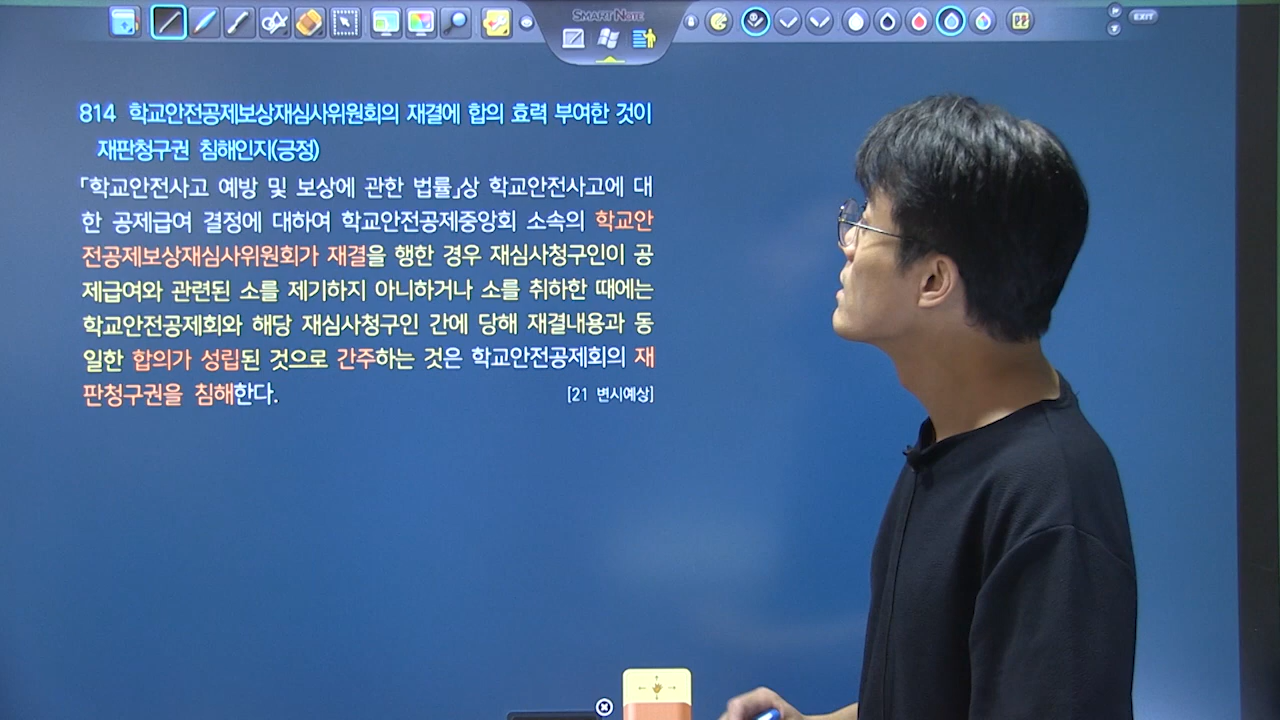 SMART NOTE
EXIT
814 학교안전공제보상재심사위원회의 재결에 합의 효력 부여한 것이
재판청구권 침해인지(긍정)
「학교안전사고 예방 및 보상에 관한 법률」상 학교안전사고에 대
한 공제급여 결정에 대하여 학교안전공제중앙회 소속의 학교안
전공제보상재심사위원회가 재결을 행한 경우 재심사청구인이 공
제급여와 관련된 소를 제기하지 아니하거나 소를 취하한 때에는
학교안전공제회와 해당 재심사청구인 간에 당해 재결내용과 동
일한 합의가 성립된 것으로 간주하는 것은 학교안전공제회의 재
판청구권을 침해한다.
[21 변시예상]